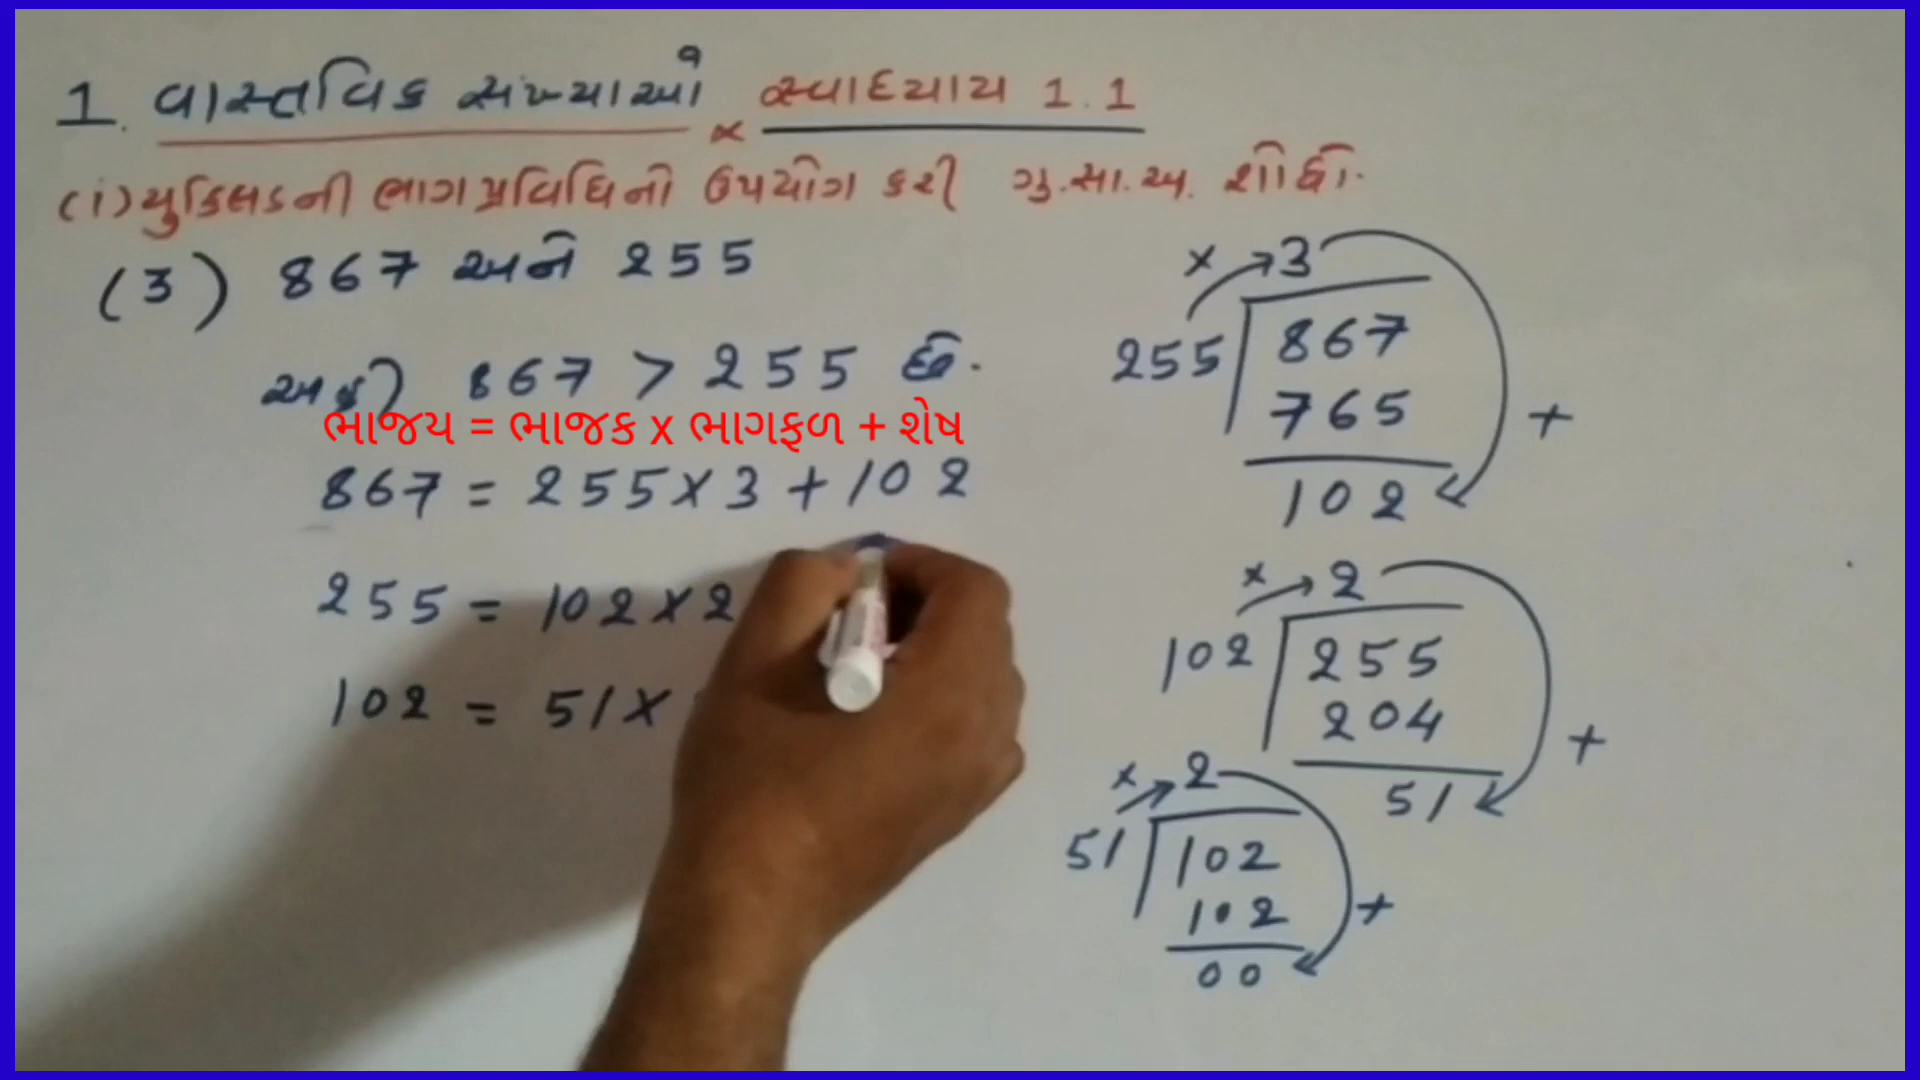 1. વાસ્તવિક સંખ્યાઓ * સ્વાધ્યાય 1.1
(i) યુક્લિડની ભાગપ્રવિધિનો ઉપયોગ કરી ગુ.સા.અ. શોધો.
(3) 867 અને 255
અહીં 867 > 255 છે.
ભાજય = ભાજક x ભાગફળ + શેષ
867 = 255 × 3 + 102
255 = 102 × 2
102 = 51 ×
× 3
255 867
765 +
102
× 2
102 255
204 +
51
× 2
51 102
102 +
00